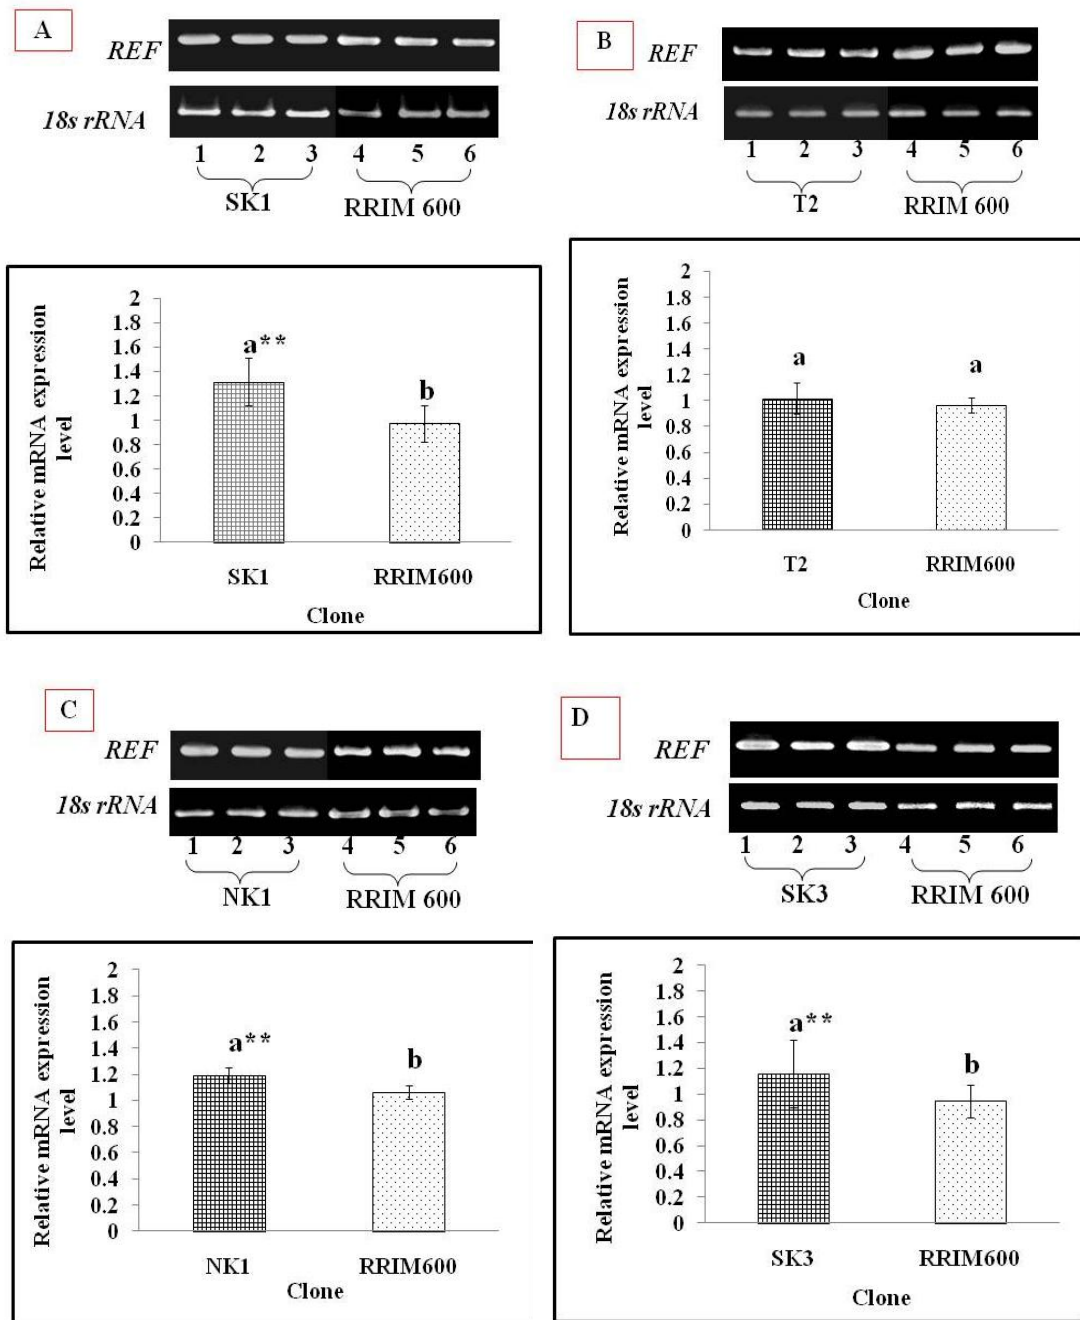 A
REF
18s rRNA
1 2 3 4 5 6
SK1 RRIM 600
Relative mRNA expression
level
2
1.8
1.6
1.4
1.2
1
0.8
0.6
0.4
0.2
0
a**
b
SK1 RRIM600
Clone
B
REF
18s rRNA
1 2 3 4 5 6
T2 RRIM 600
Relative mRNA expression
level
2
1.8
1.6
1.4
1.2
1
0.8
0.6
0.4
0.2
0
a
a
T2 RRIM600
Clone
C
REF
18s rRNA
1 2 3 4 5 6
NK1 RRIM 600
Relative mRNA expression
level
2
1.8
1.6
1.4
1.2
1
0.8
0.6
0.4
0.2
0
a**
b
NK1 RRIM600
Clone
D
REF
18s rRNA
1 2 3 4 5 6
SK3 RRIM 600
Relative mRNA expression
level
2
1.8
1.6
1.4
1.2
1
0.8
0.6
0.4
0.2
0
a**
b
SK3 RRIM600
Clone